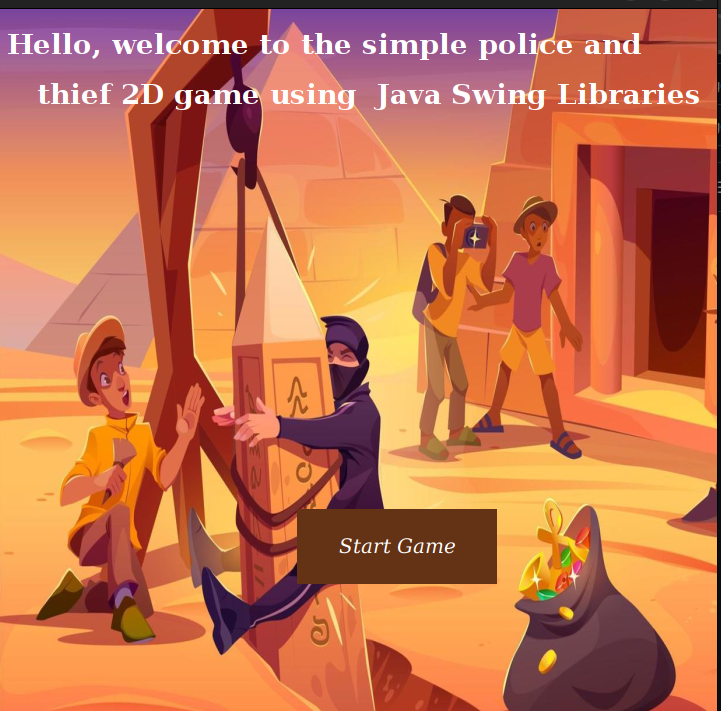 Hello, welcome to the simple police and
thief 2D game using  Java Swing Libraries
Start Game